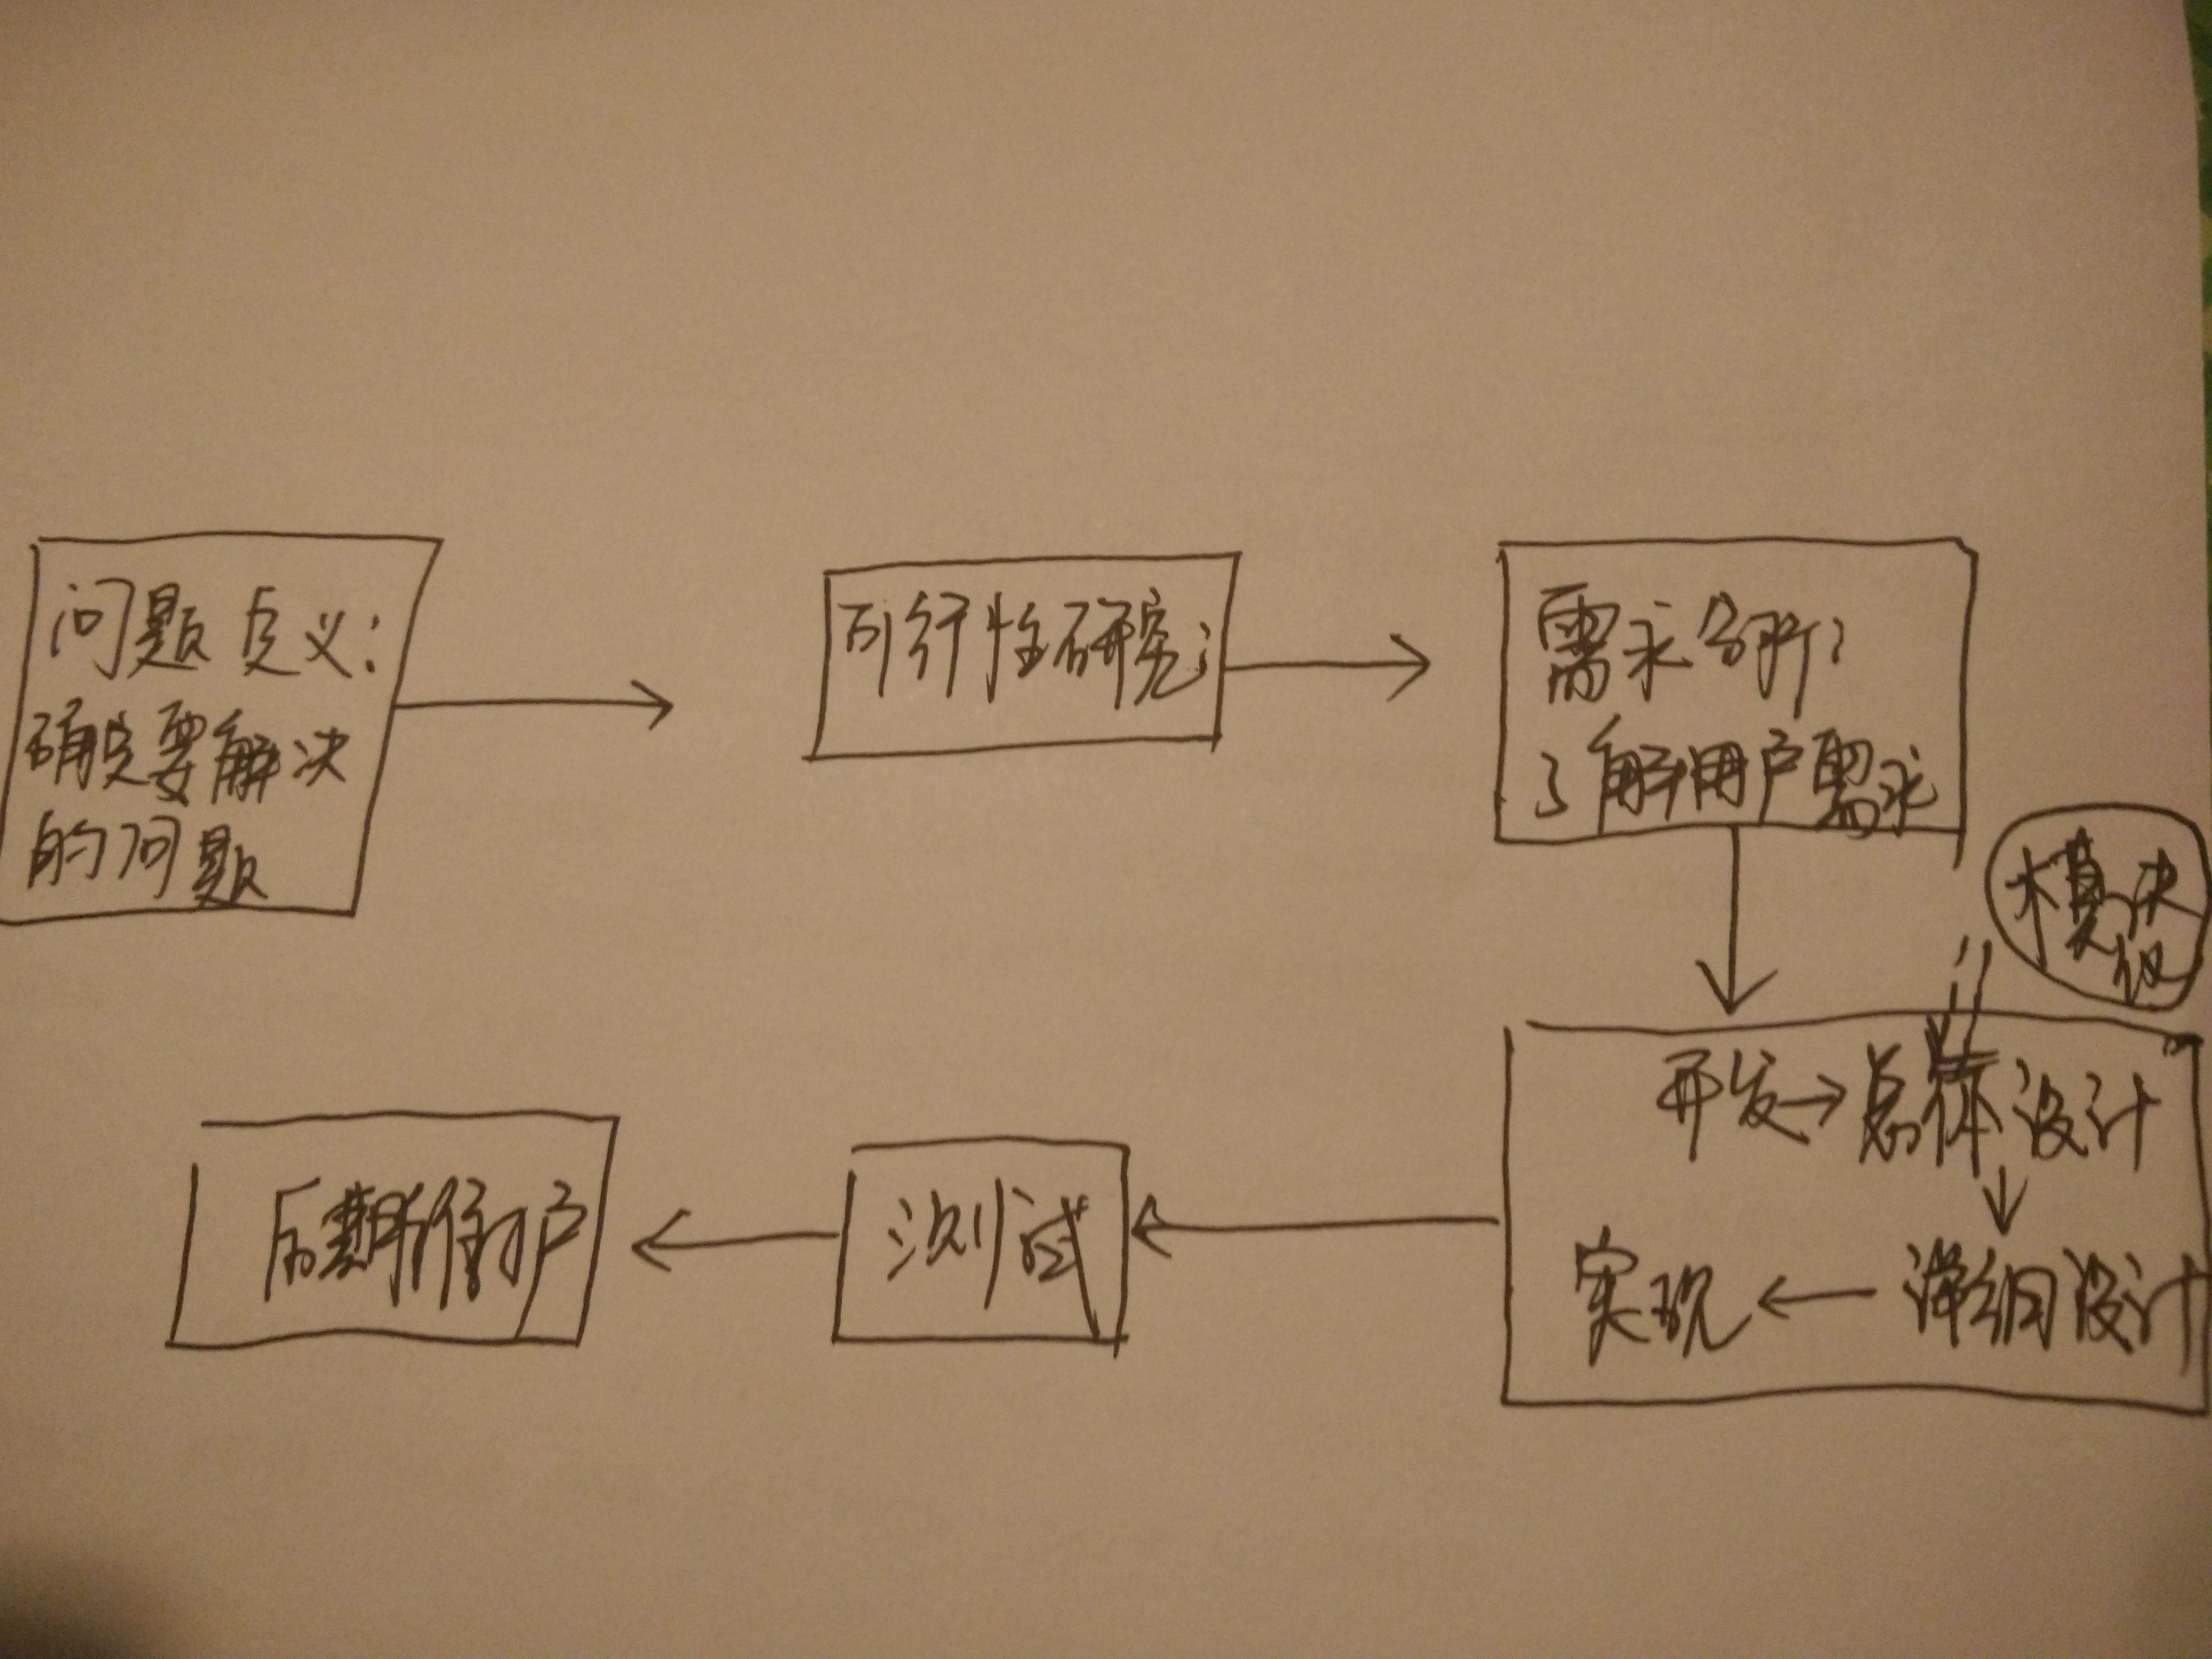 问题定义：
确定要解决
的问题
可行性研究：
需求分析：
了解用户需求
模块
开发→总体设计
↓
实现←详细设计
测试
后期维护